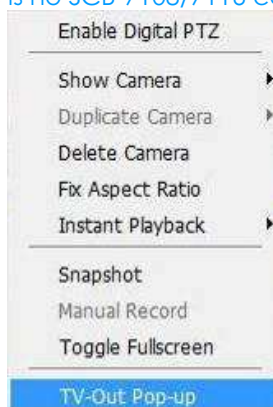 Enable Digital PTZ
Show Camera
Duplicate Camera
Delete Camera
Fix Aspect Ratio
Instant Playback
Snapshot
Manual Record
Toggle Fullscreen
TV-Out Pop-up